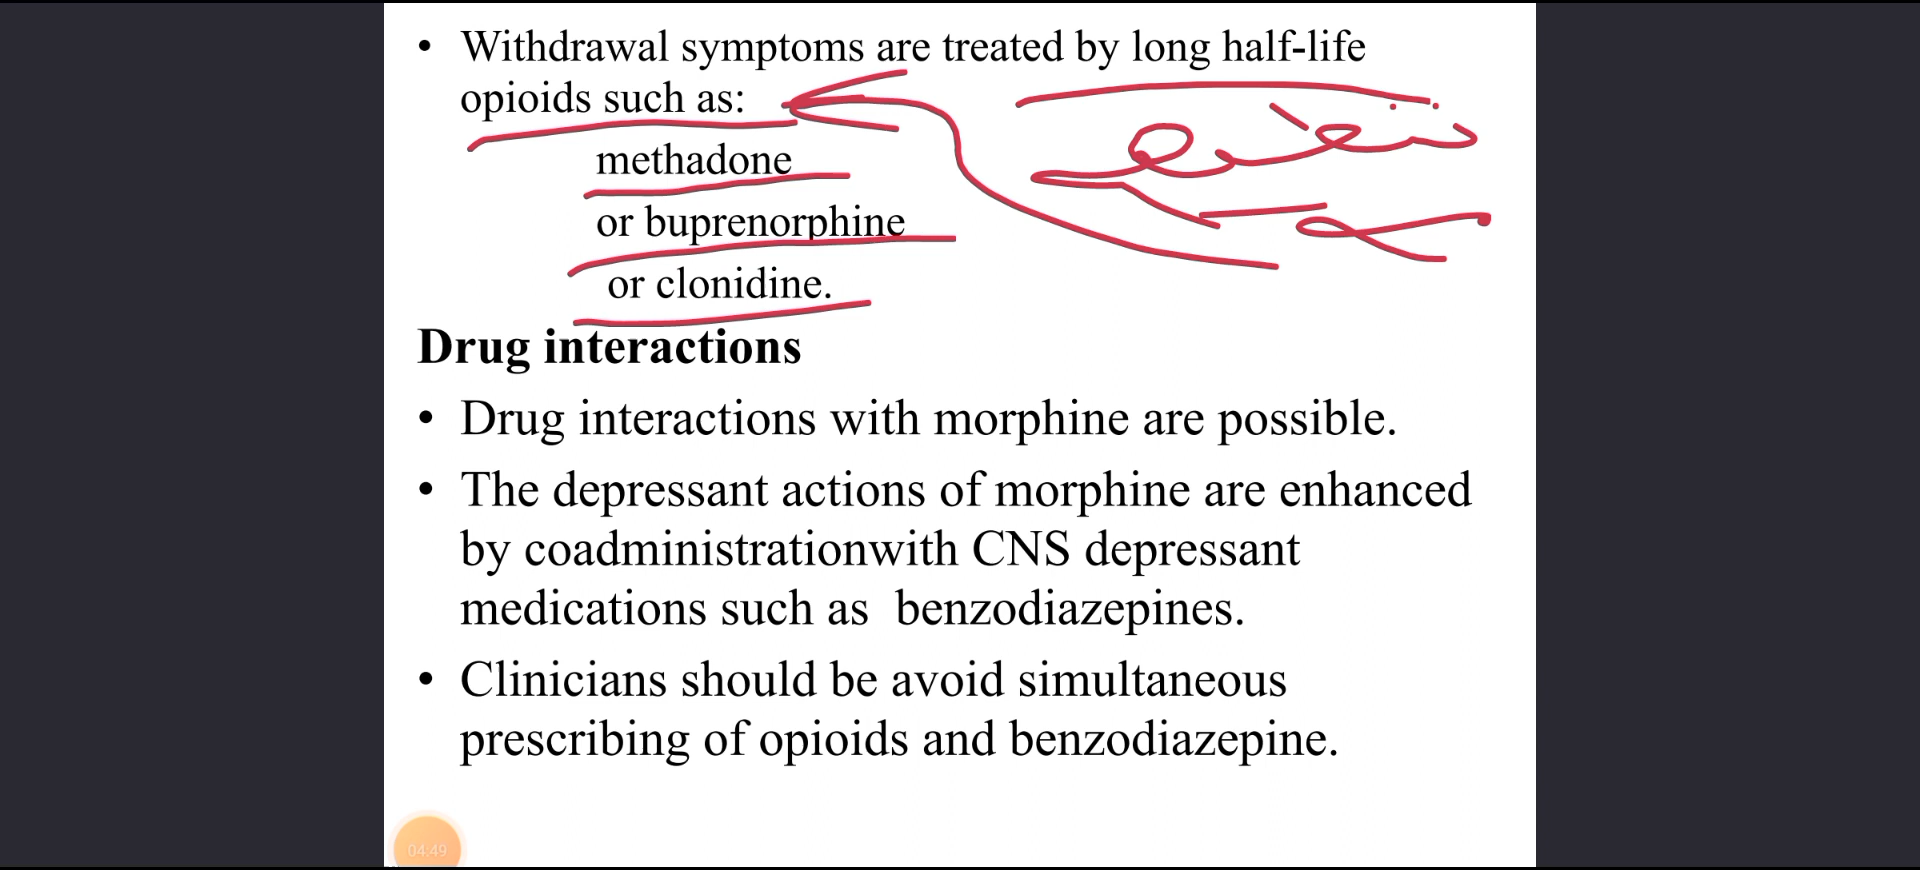 • Withdrawal symptoms are treated by long half-life
opioids such as:
methadone
or buprenorphine
or clonidine.
Drug interactions
• Drug interactions with morphine are possible.
• The depressant actions of morphine are enhanced
by coadministrationwith CNS depressant
medications such as benzodiazepines.
• Clinicians should be avoid simultaneous
prescribing of opioids and benzodiazepine.
04:49